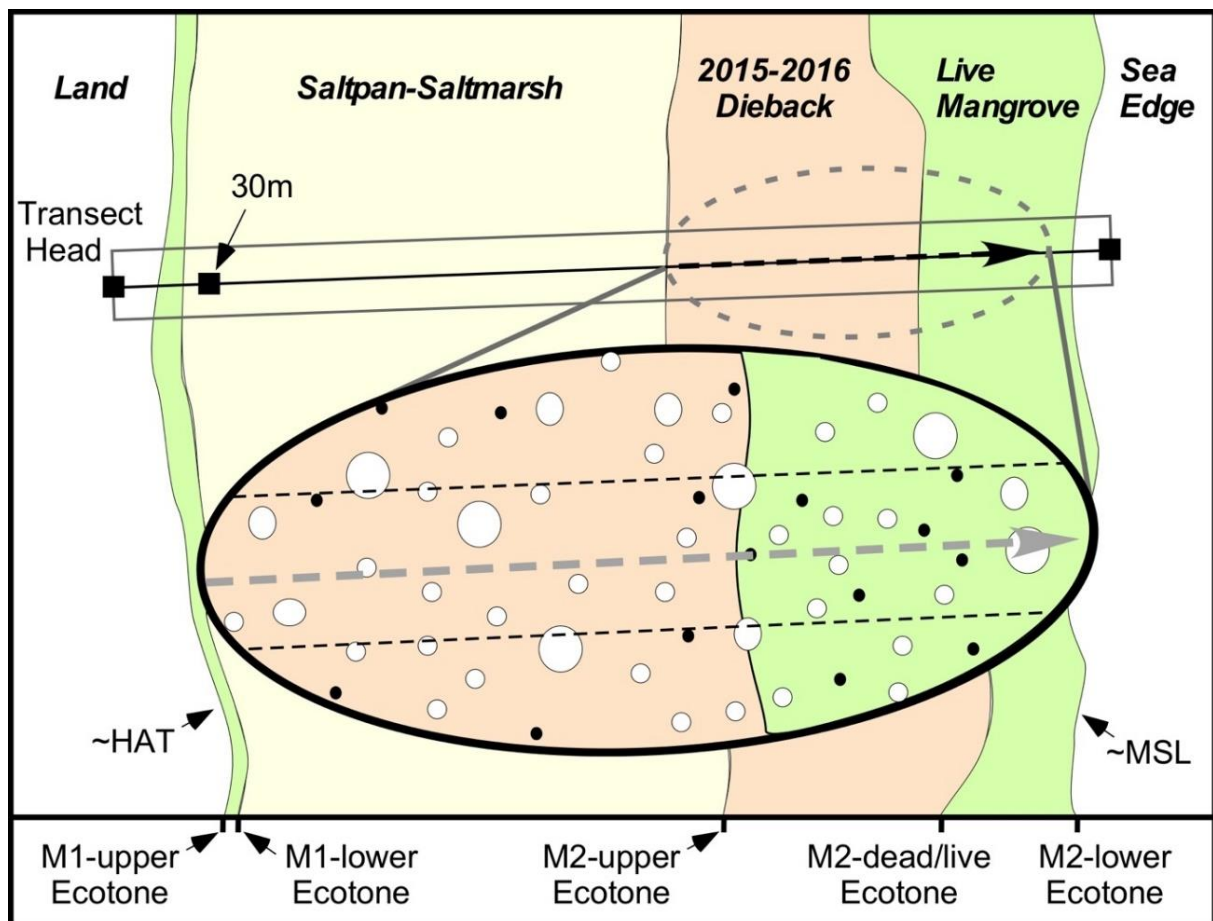 Land
Saltpan-Saltmarsh
2015-2016
Dieback
Live
Mangrove
Sea
Edge
30m
Transect
Head
~HAT
~MSL
M1-upper
Ecotone
M1-lower
Ecotone
M2-upper
Ecotone
M2-dead/live
Ecotone
M2-lower
Ecotone